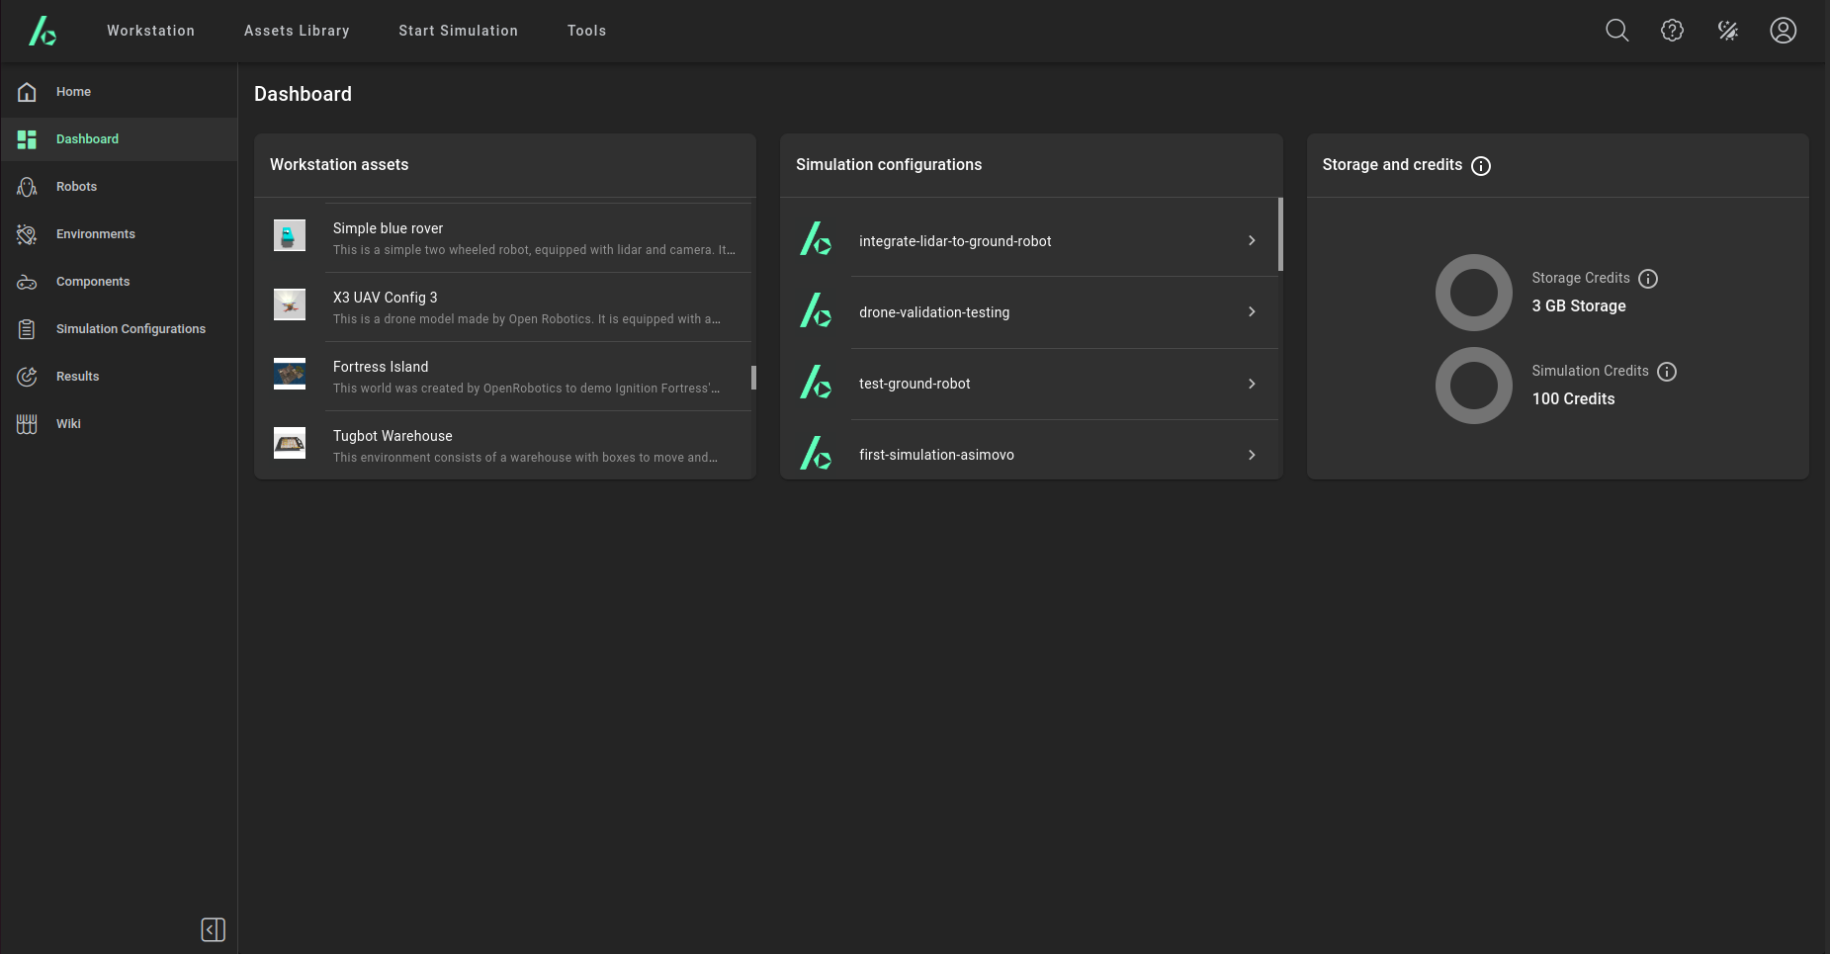 Workstation
Assets Library
Start Simulation
Tools
Home
Dashboard
Robots
Environments
Components
Simulation Configurations
Results
Wiki
Dashboard
Workstation assets
Simple blue rover
This is a simple two wheeled robot, equipped with lidar and camera. It...
X3 UAV Config 3
This is a drone model made by Open Robotics. It is equipped with a...
Fortress Island
This world was created by OpenRobotics to demo Ignition Fortress'...
Tugbot Warehouse
This environment consists of a warehouse with boxes to move and...
Simulation configurations
integrate-lidar-to-ground-robot
drone-validation-testing
test-ground-robot
first-simulation-asimovo
Storage and credits
Storage Credits
3 GB Storage
Simulation Credits
100 Credits